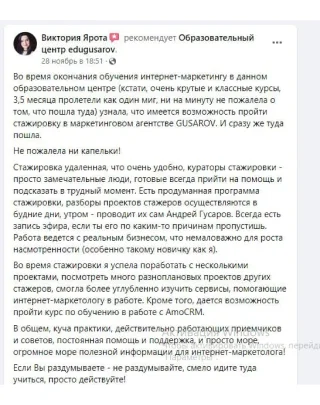 Виктория Ярота рекомендует Образовательный
центр edugusarov.
28 ноябрь в 18:51 ·
Во время окончания обучения интернет-маркетингу в данном
образовательном центре (кстати, очень крутые и классные курсы,
3,5 месяца пролетели как один миг, ни на минуту не пожалела о
том, что пошла туда) узнала, что имеется возможность пройти
стажировку в маркетинговом агентстве GUSAROV. И сразу же туда
пошла.
Не пожалела ни капельки!
Стажировка удаленная, что очень удобно, кураторы стажировки -
просто замечательные люди, готовые всегда прийти на помощь и
подсказать в трудный момент. Есть продуманная программа
стажировки, разборы проектов стажеров осуществляются в
будние дни, утром - проводит их сам Андрей Гусаров. Всегда есть
запись эфира, если ты его по каким-то причинам пропустишь.
Работа ведется с реальным бизнесом, что немаловажно для роста
насмотренности (особенно такому новичку как я).
Во время стажировки я успела поработать с несколькими
проектами, посмотреть много разноплановых проектов других
стажеров, смогла более углубленно изучить сервисы, помогающие
интернет-маркетологу в работе. Кроме того, дается возможность
пройти курс по обучению в работе с AmoCRM.
В общем, куча практики, действительно работающих приемчиков
и советов, постоянная помощь и поддержка, и просто море,
огромное море полезной информации для интернет-маркетолога!
Если Вы раздумываете - не раздумывайте, смело идите туда
учиться, просто действуйте!
Активация Windows
Чтобы активировать Windows, перейд
Параметры